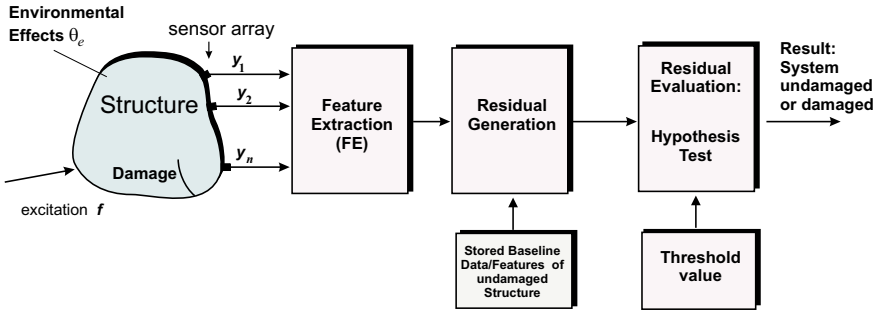 Environmental
Effects θe
sensor array
Structure
Damage
excitation f
y1
y2
yn
Feature
Extraction
(FE)
Residual
Generation
Stored Baseline
Data/Features of
undamaged
Structure
Residual
Evaluation:
Hypothesis
Test
Threshold
value
Result:
System
undamaged
or damaged